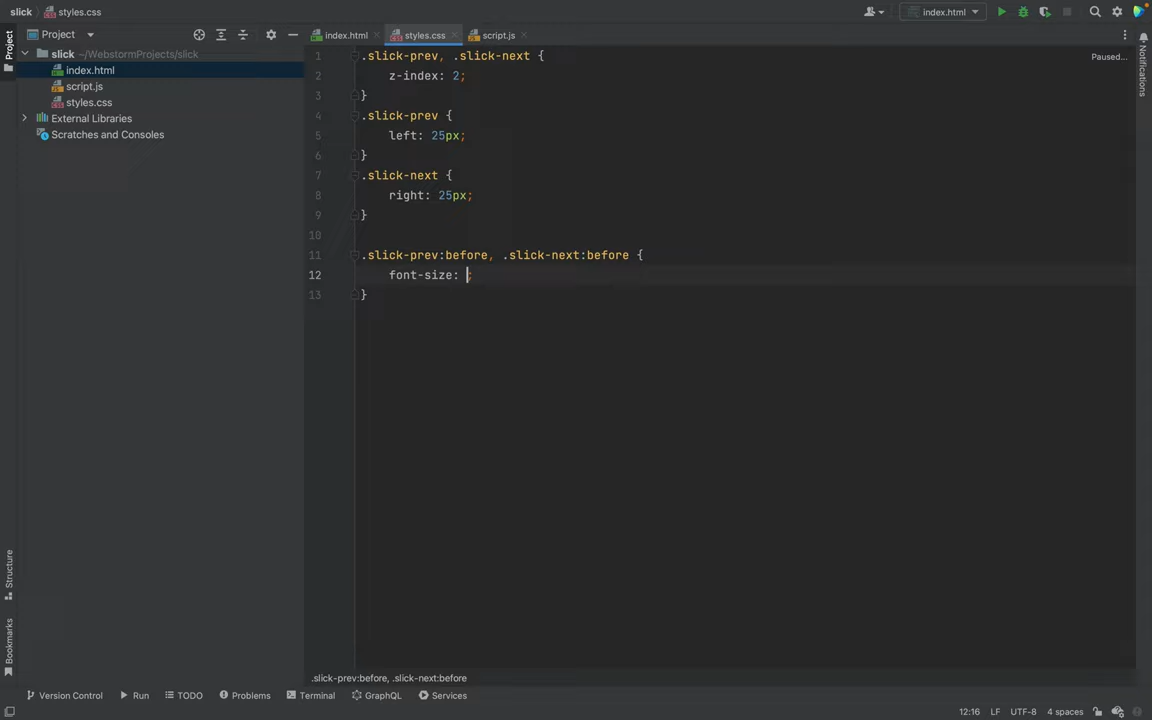 slick
styles.css
index.html
Project
index.html
styles.css
script.js
slick ~/WebstormProjects/slick
index.html
script.js
styles.css
External Libraries
Scratches and Consoles
Project
Structure
Bookmarks
Notifications
Paused...
1 .slick-prev, .slick-next {
2 z-index: 2;
3 }
4 .slick-prev {
5 left: 25px;
6 }
7 .slick-next {
8 right: 25px;
9 }
10
11 .slick-prev:before, .slick-next:before {
12 font-size: ;
13 }
.slick-prev:before, .slick-next:before
Version Control
Run
TODO
Problems
Terminal
GraphQL
Services
12:16 LF UTF-8 4 spaces